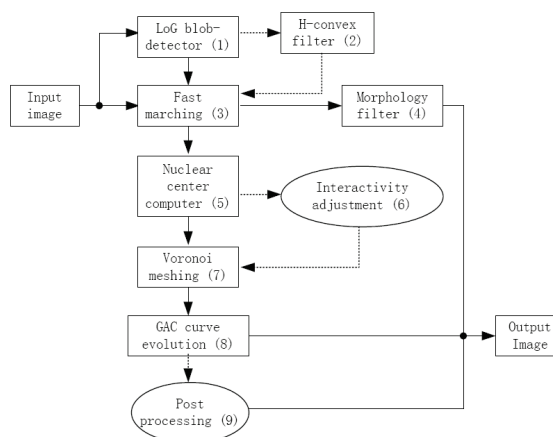 LoG blob-
detector (1)
H-convex
filter (2)
Input
image
Fast
marching (3)
Morphology
filter (4)
Nuclear
center
computer (5)
Interactivity
adjustment (6)
Voronoi
meshing (7)
GAC curve
evolution (8)
Output
Image
Post
processing (9)